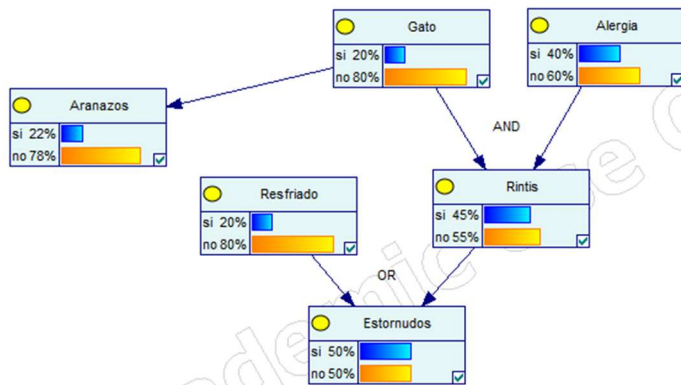 Gato
si 20%
no 80%
Alergia
si 40%
no 60%
Aranazos
si 22%
no 78%
AND
Resfriado
si 20%
no 80%
Rintis
si 45%
no 55%
OR
Estornudos
si 50%
no 50%